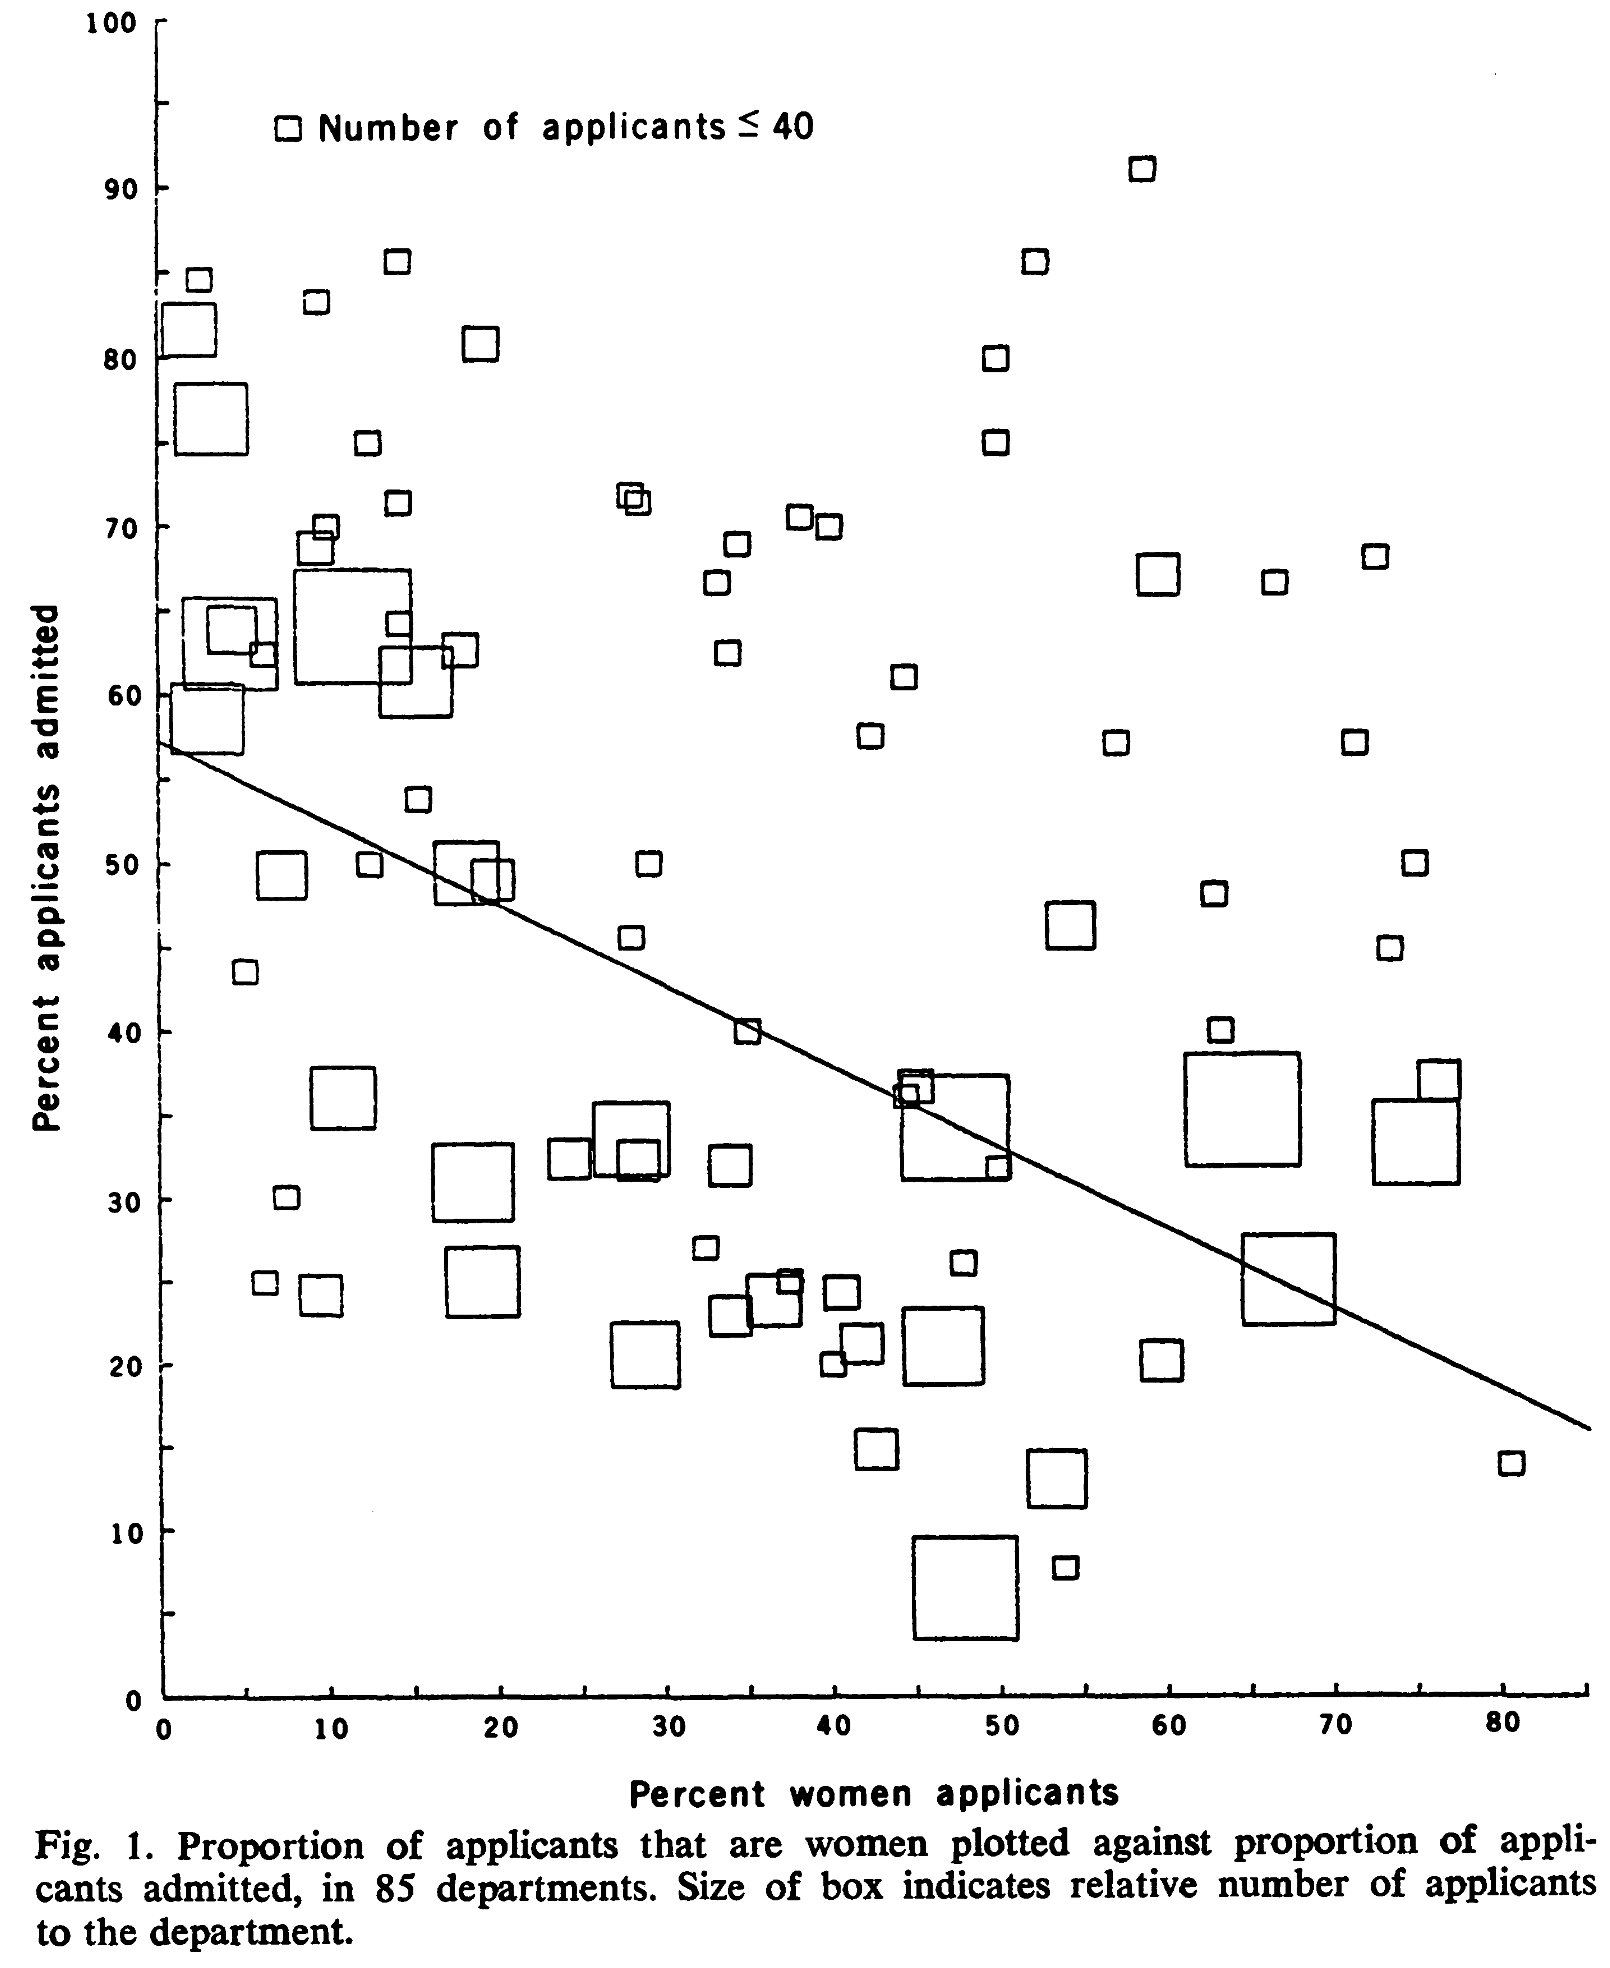 100
Number of applicants ≤ 40
90
80
70
60
50
40
30
20
10
0
Percent applicants admitted
0 10 20 30 40 50 60 70 80
Percent women applicants
Fig. 1. Proportion of applicants that are women plotted against proportion of appli-
cants admitted, in 85 departments. Size of box indicates relative number of applicants
to the department.